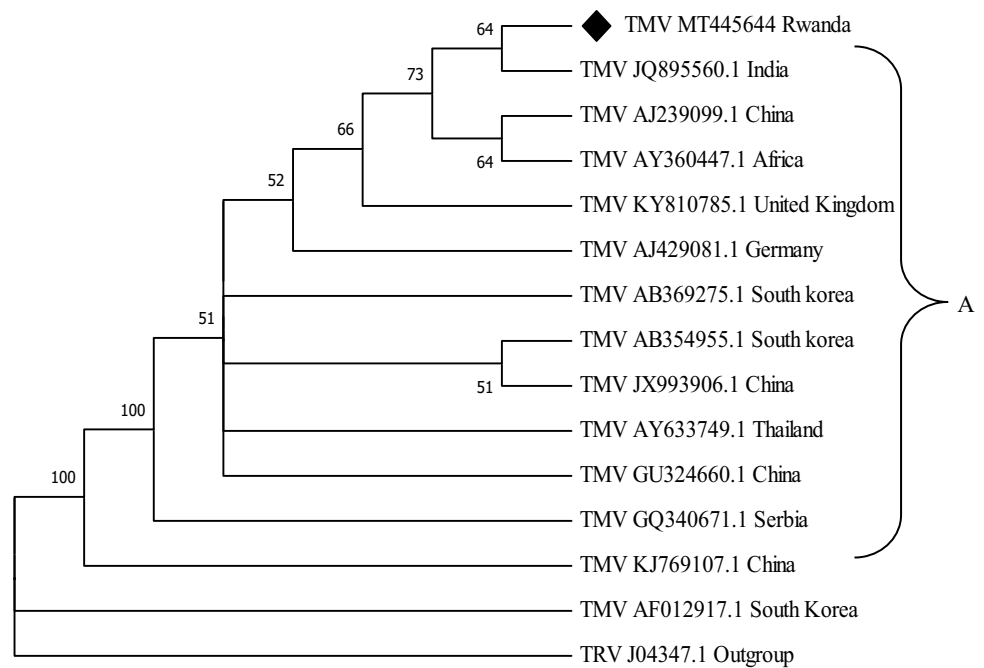 64
TMV MT445644 Rwanda
TMV JQ895560.1 India
73
TMV AJ239099.1 China
64
TMV AY360447.1 Africa
66
TMV KY810785.1 United Kingdom
52
TMV AJ429081.1 Germany
TMV AB369275.1 South korea
A
51
TMV AB354955.1 South korea
51
TMV JX993906.1 China
100
TMV AY633749.1 Thailand
TMV GU324660.1 China
100
TMV GQ340671.1 Serbia
TMV KJ769107.1 China
TMV AF012917.1 South Korea
TRV J04347.1 Outgroup